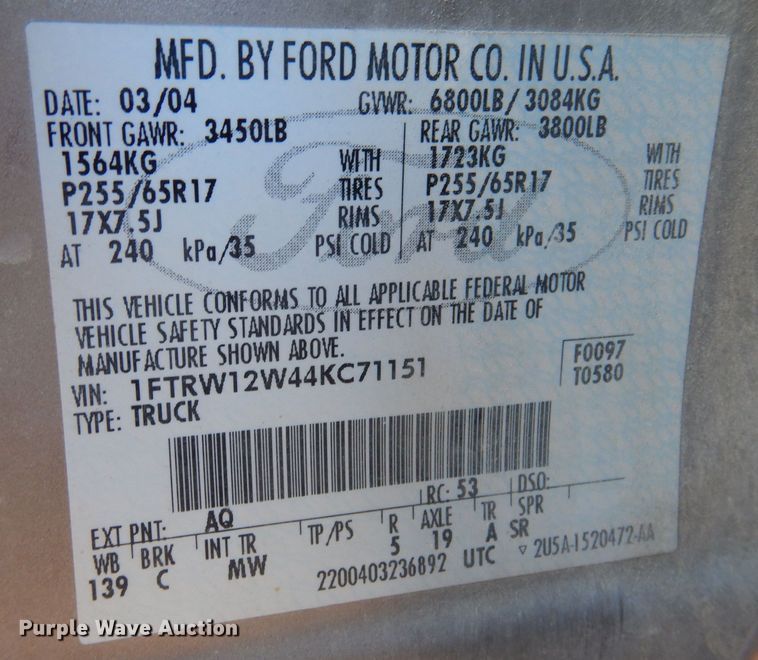 MFD. BY FORD MOTOR CO. IN U.S.A.
DATE: 03/04 GVWR: 6800LB/ 3084KG
FRONT GAWR: 3450LB REAR GAWR: 3800LB
1564KG WITH 1723KG WITH
P255/65R17 TIRES P255/65R17 TIRES
17X7.5J RIMS 17X7.5J RIMS
AT 240 kPa/35 PSI COLD AT 240 kPa/35 PSI COLD
Ford
THIS VEHICLE CONFORMS TO ALL APPLICABLE FEDERAL MOTOR
VEHICLE SAFETY STANDARDS IN EFFECT ON THE DATE OF
MANUFACTURE SHOWN ABOVE.
VIN: 1FTRW12W44KC71151 F0097
TYPE: TRUCK T0580
RC: 53 DSO:
EXT PNT: AQ
WB BRK INT TR TP/PS R AXLE TR SPR
139 C MW 5 19 A SR
2200403236892 UTC ▽ 2U5A-1520472-AA
Purple Wave Auction